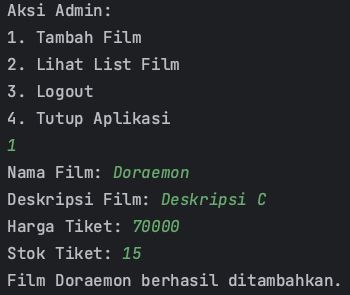 Aksi Admin:
1. Tambah Film
2. Lihat List Film
3. Logout
4. Tutup Aplikasi
1
Nama Film: Doraemon
Deskripsi Film: Deskripsi C
Harga Tiket: 70000
Stok Tiket: 15
Film Doraemon berhasil ditambahkan.